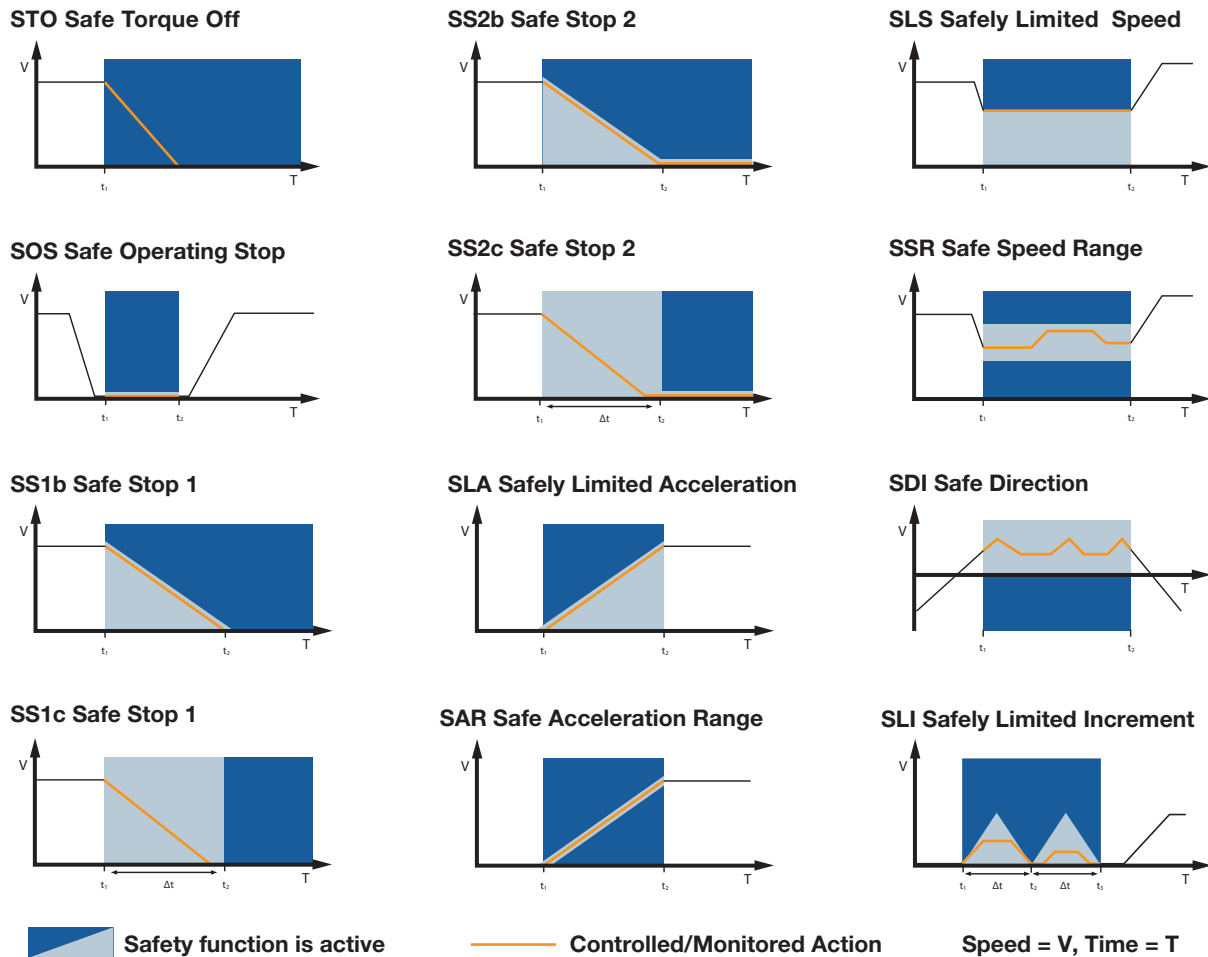 STO Safe Torque Off
V
t₁
T
SS2b Safe Stop 2
V
t₁
t₂
T
SLS Safely Limited Speed
V
t₁
t₂
T
SOS Safe Operating Stop
V
t₁
t₂
T
SS2c Safe Stop 2
V
t₁
Δt
t₂
T
SSR Safe Speed Range
V
t₁
t₂
T
SS1b Safe Stop 1
V
t₁
t₂
T
SLA Safely Limited Acceleration
V
t₁
t₂
T
SDI Safe Direction
V
T
t₁
t₂
SS1c Safe Stop 1
V
t₁
Δt
t₂
T
SAR Safe Acceleration Range
V
t₁
t₂
T
SLI Safely Limited Increment
V
t₁
Δt
t₂
Δt
t₃
T
Safety function is active
Controlled/Monitored Action
Speed = V, Time = T